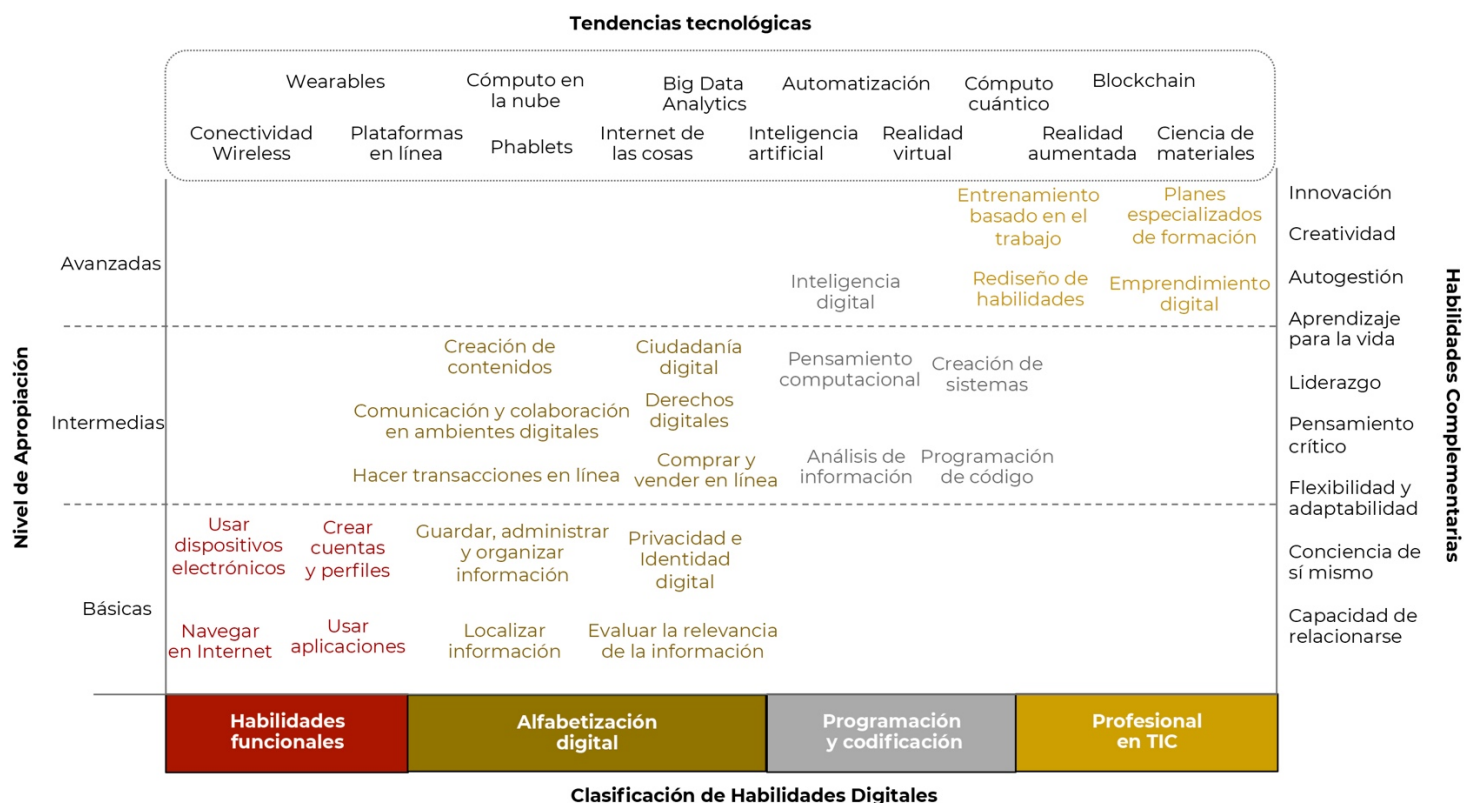 Tendencias tecnológicas
Wearables
Cómputo en
la nube
Big Data
Analytics
Automatización
Cómputo
cuántico
Blockchain
Conectividad
Wireless
Plataformas
en línea
Phablets
Internet de
las cosas
Inteligencia
artificial
Realidad
virtual
Realidad
aumentada
Ciencia de
materiales
Nivel de Apropiación
Avanzadas
Entrenamiento
basado en el
trabajo
Planes
especializados
de formación
Inteligencia
digital
Rediseño de
habilidades
Emprendimiento
digital
Intermedias
Creación de
contenidos
Ciudadanía
digital
Pensamiento
computacional
Creación de
sistemas
Comunicación y colaboración
en ambientes digitales
Derechos
digitales
Hacer transacciones en línea
Comprar y
vender en línea
Análisis de
información
Programación
de código
Básicas
Usar
dispositivos
electrónicos
Crear
cuentas
y perfiles
Guardar, administrar
y organizar
información
Privacidad e
Identidad
digital
Navegar
en Internet
Usar
aplicaciones
Localizar
información
Evaluar la relevancia
de la información
Innovación
Creatividad
Autogestión
Aprendizaje
para la vida
Liderazgo
Pensamiento
crítico
Flexibilidad y
adaptabilidad
Conciencia de
sí mismo
Capacidad de
relacionarse
Habilidades Complementarias
Habilidades
funcionales
Alfabetización
digital
Programación
y codificación
Profesional
en TIC
Clasificación de Habilidades Digitales